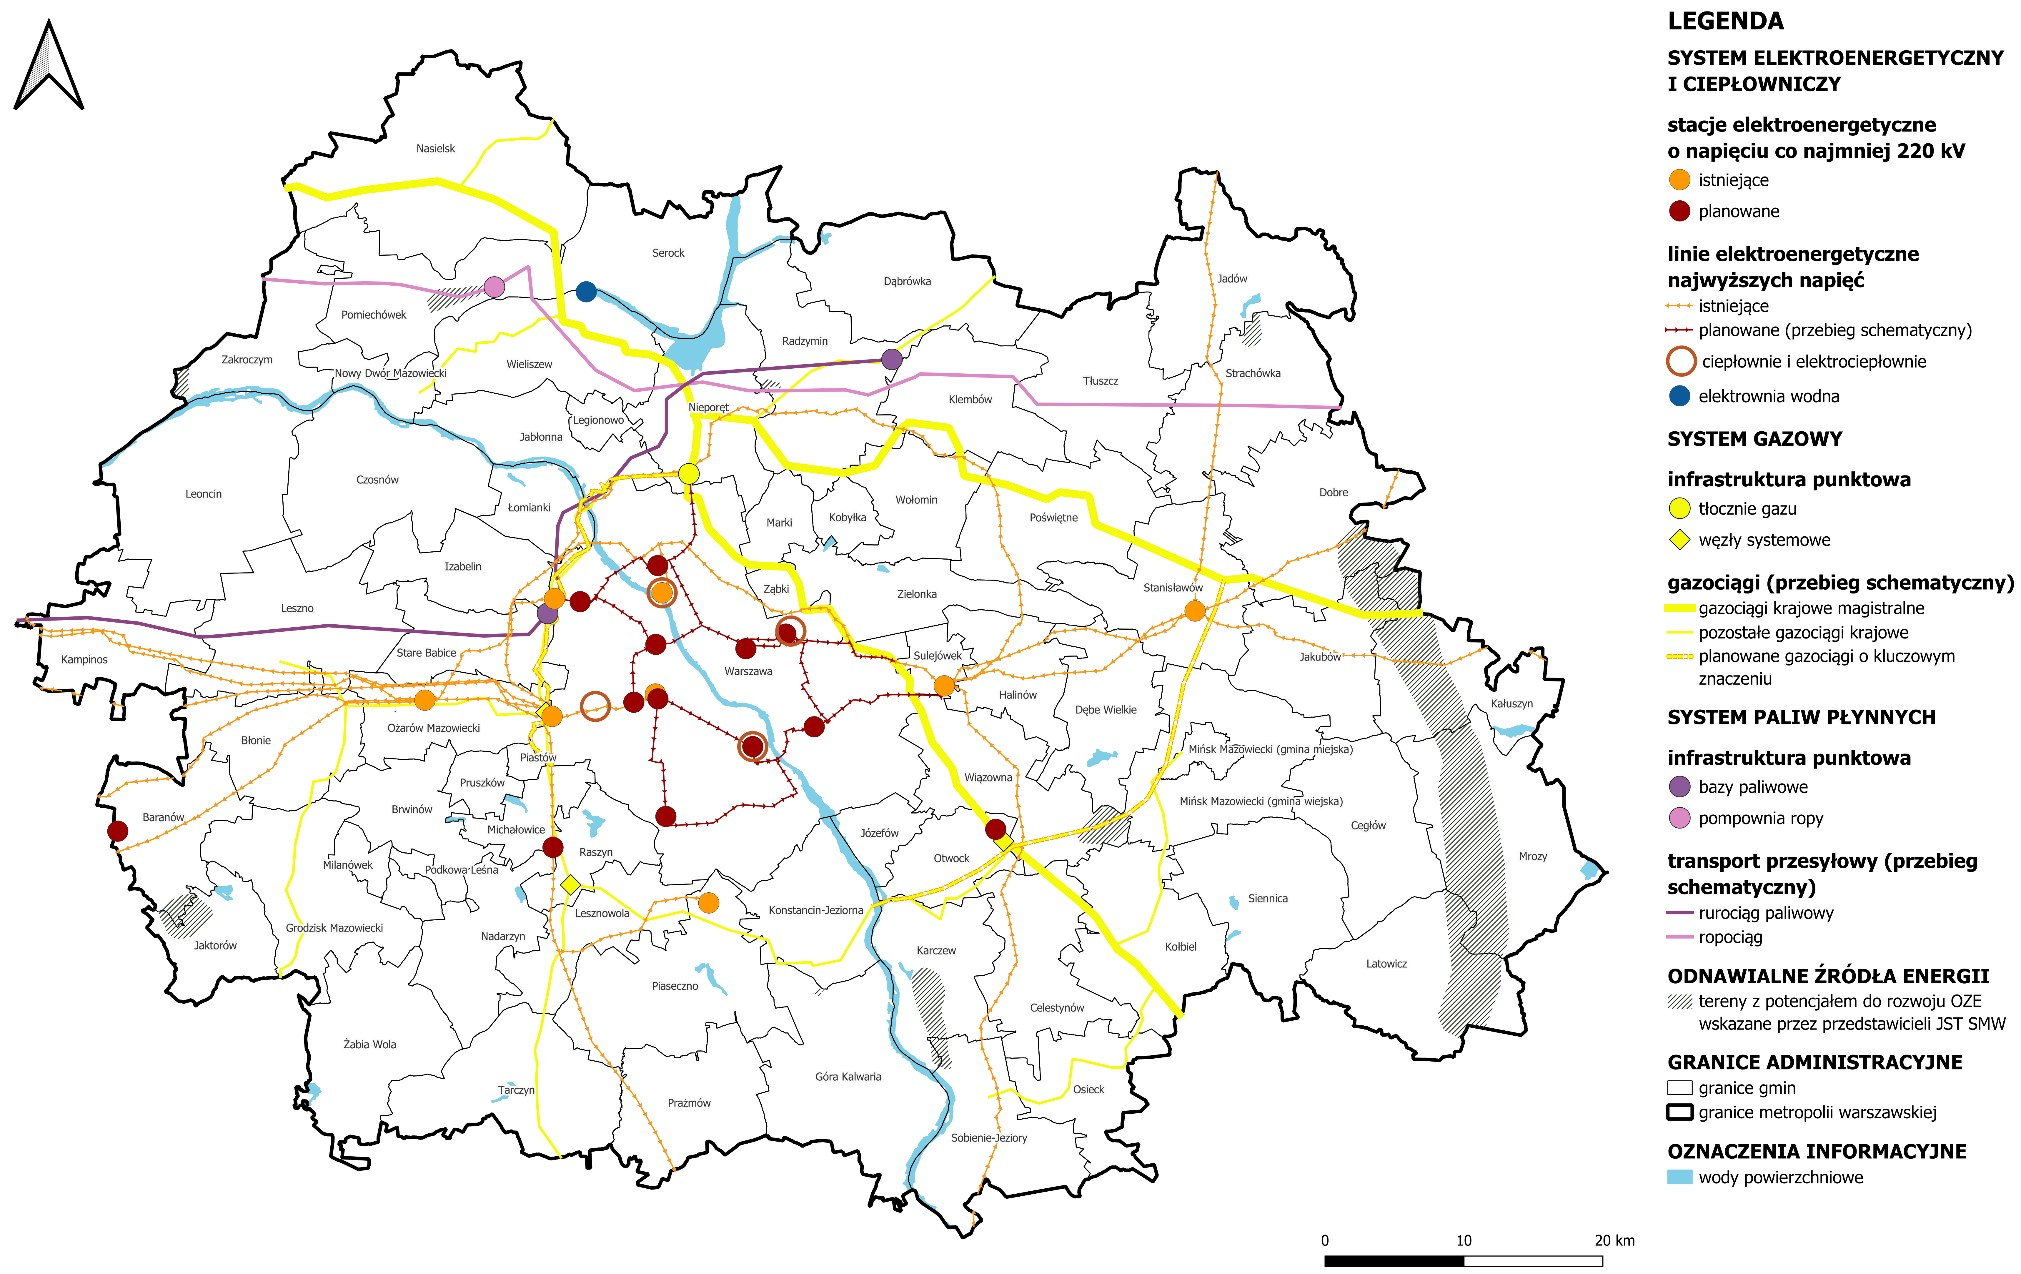 Nasielsk
Serock
Dąbrówka
Jadów
Pomiechówek
Zakroczym
Nowy Dwór Mazowiecki
Wieliszew
Radzymin
Strachówka
Tłuszcz
Klembów
Nieporęt
Legionowo
Jabłonna
Leoncin
Czosnów
Łomianki
Marki
Kobyłka
Wołomin
Poświętne
Dobre
Izabelin
Leszno
Ząbki
Zielonka
Stanisławów
Kampinos
Stare Babice
Warszawa
Sulejówek
Jakubów
Halinów
Dębe Wielkie
Kałuszyn
Błonie
Ożarów Mazowiecki
Piastów
Mińsk Mazowiecki (gmina miejska)
Pruszków
Wiązowna
Mińsk Mazowiecki (gmina wiejska)
Baranów
Brwinów
Michałowice
Józefów
Cegłów
Milanówek
Podkowa Leśna
Raszyn
Otwock
Mrozy
Grodzisk Mazowiecki
Lesznowola
Konstancin-Jeziorna
Siennica
Jaktorów
Nadarzyn
Karczew
Kołbiel
Latowicz
Piaseczno
Celestynów
Żabia Wola
Tarczyn
Prażmów
Góra Kalwaria
Osieck
Sobienie-Jeziory
0 10 20 km
LEGENDA
SYSTEM ELEKTROENERGETYCZNY
I CIEPŁOWNICZY
stacje elektroenergetyczne
o napięciu co najmniej 220 kV
istniejące
planowane
linie elektroenergetyczne
najwyższych napięć
istniejące
planowane (przebieg schematyczny)
ciepłownie i elektrociepłownie
elektrownia wodna
SYSTEM GAZOWY
infrastruktura punktowa
tłocznie gazu
węzły systemowe
gazociągi (przebieg schematyczny)
gazociągi krajowe magistralne
pozostałe gazociągi krajowe
planowane gazociągi o kluczowym
znaczeniu
SYSTEM PALIW PŁYNNYCH
infrastruktura punktowa
bazy paliwowe
pompownia ropy
transport przesyłowy (przebieg
schematyczny)
rurociąg paliwowy
ropociąg
ODNAWIALNE ŹRÓDŁA ENERGII
tereny z potencjałem do rozwoju OZE
wskazane przez przedstawicieli JST SMW
GRANICE ADMINISTRACYJNE
granice gmin
granice metropolii warszawskiej
OZNACZENIA INFORMACYJNE
wody powierzchniowe